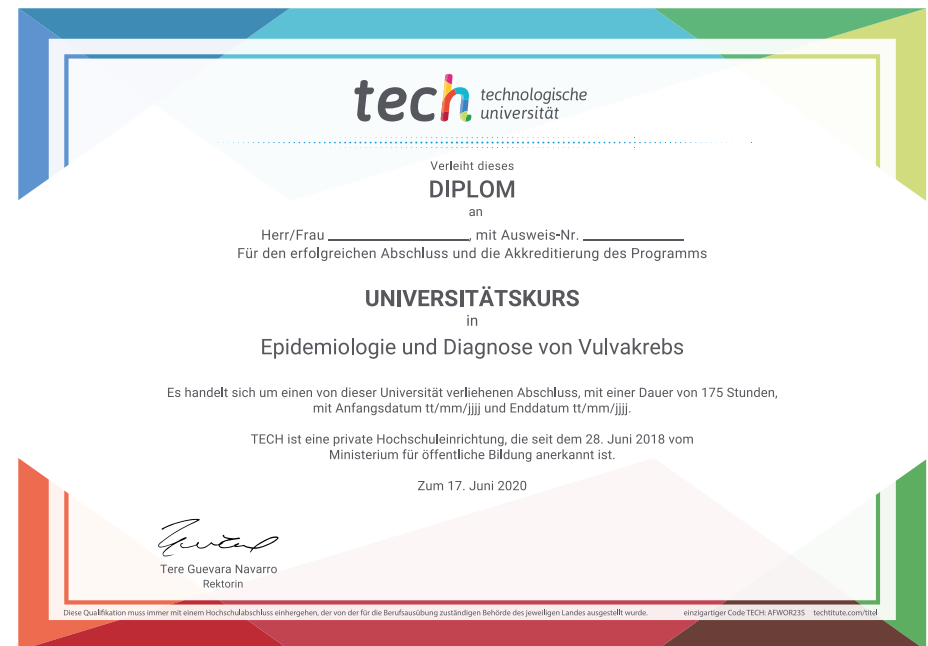 tech technologische
universität
Verleiht dieses
DIPLOM
an
Herr/Frau ________________, mit Ausweis-Nr. ____________
Für den erfolgreichen Abschluss und die Akkreditierung des Programms
UNIVERSITÄTSKURS
in
Epidemiologie und Diagnose von Vulvakrebs
Es handelt sich um einen von dieser Universität verliehenen Abschluss, mit einer Dauer von 175 Stunden,
mit Anfangsdatum tt/mm/jjjj und Enddatum tt/mm/jjjj.
TECH ist eine private Hochschuleinrichtung, die seit dem 28. Juni 2018 vom
Ministerium für öffentliche Bildung anerkannt ist.
Zum 17. Juni 2020
Tere Guevara Navarro
Rektorin
Diese Qualifikation muss immer mit einem Hochschulabschluss einhergehen, der von der für die Berufsausübung zuständigen Behörde des jeweiligen Landes ausgestellt wurde. einzigartiger Code TECH: AFWOR23S techtitute.com/titel